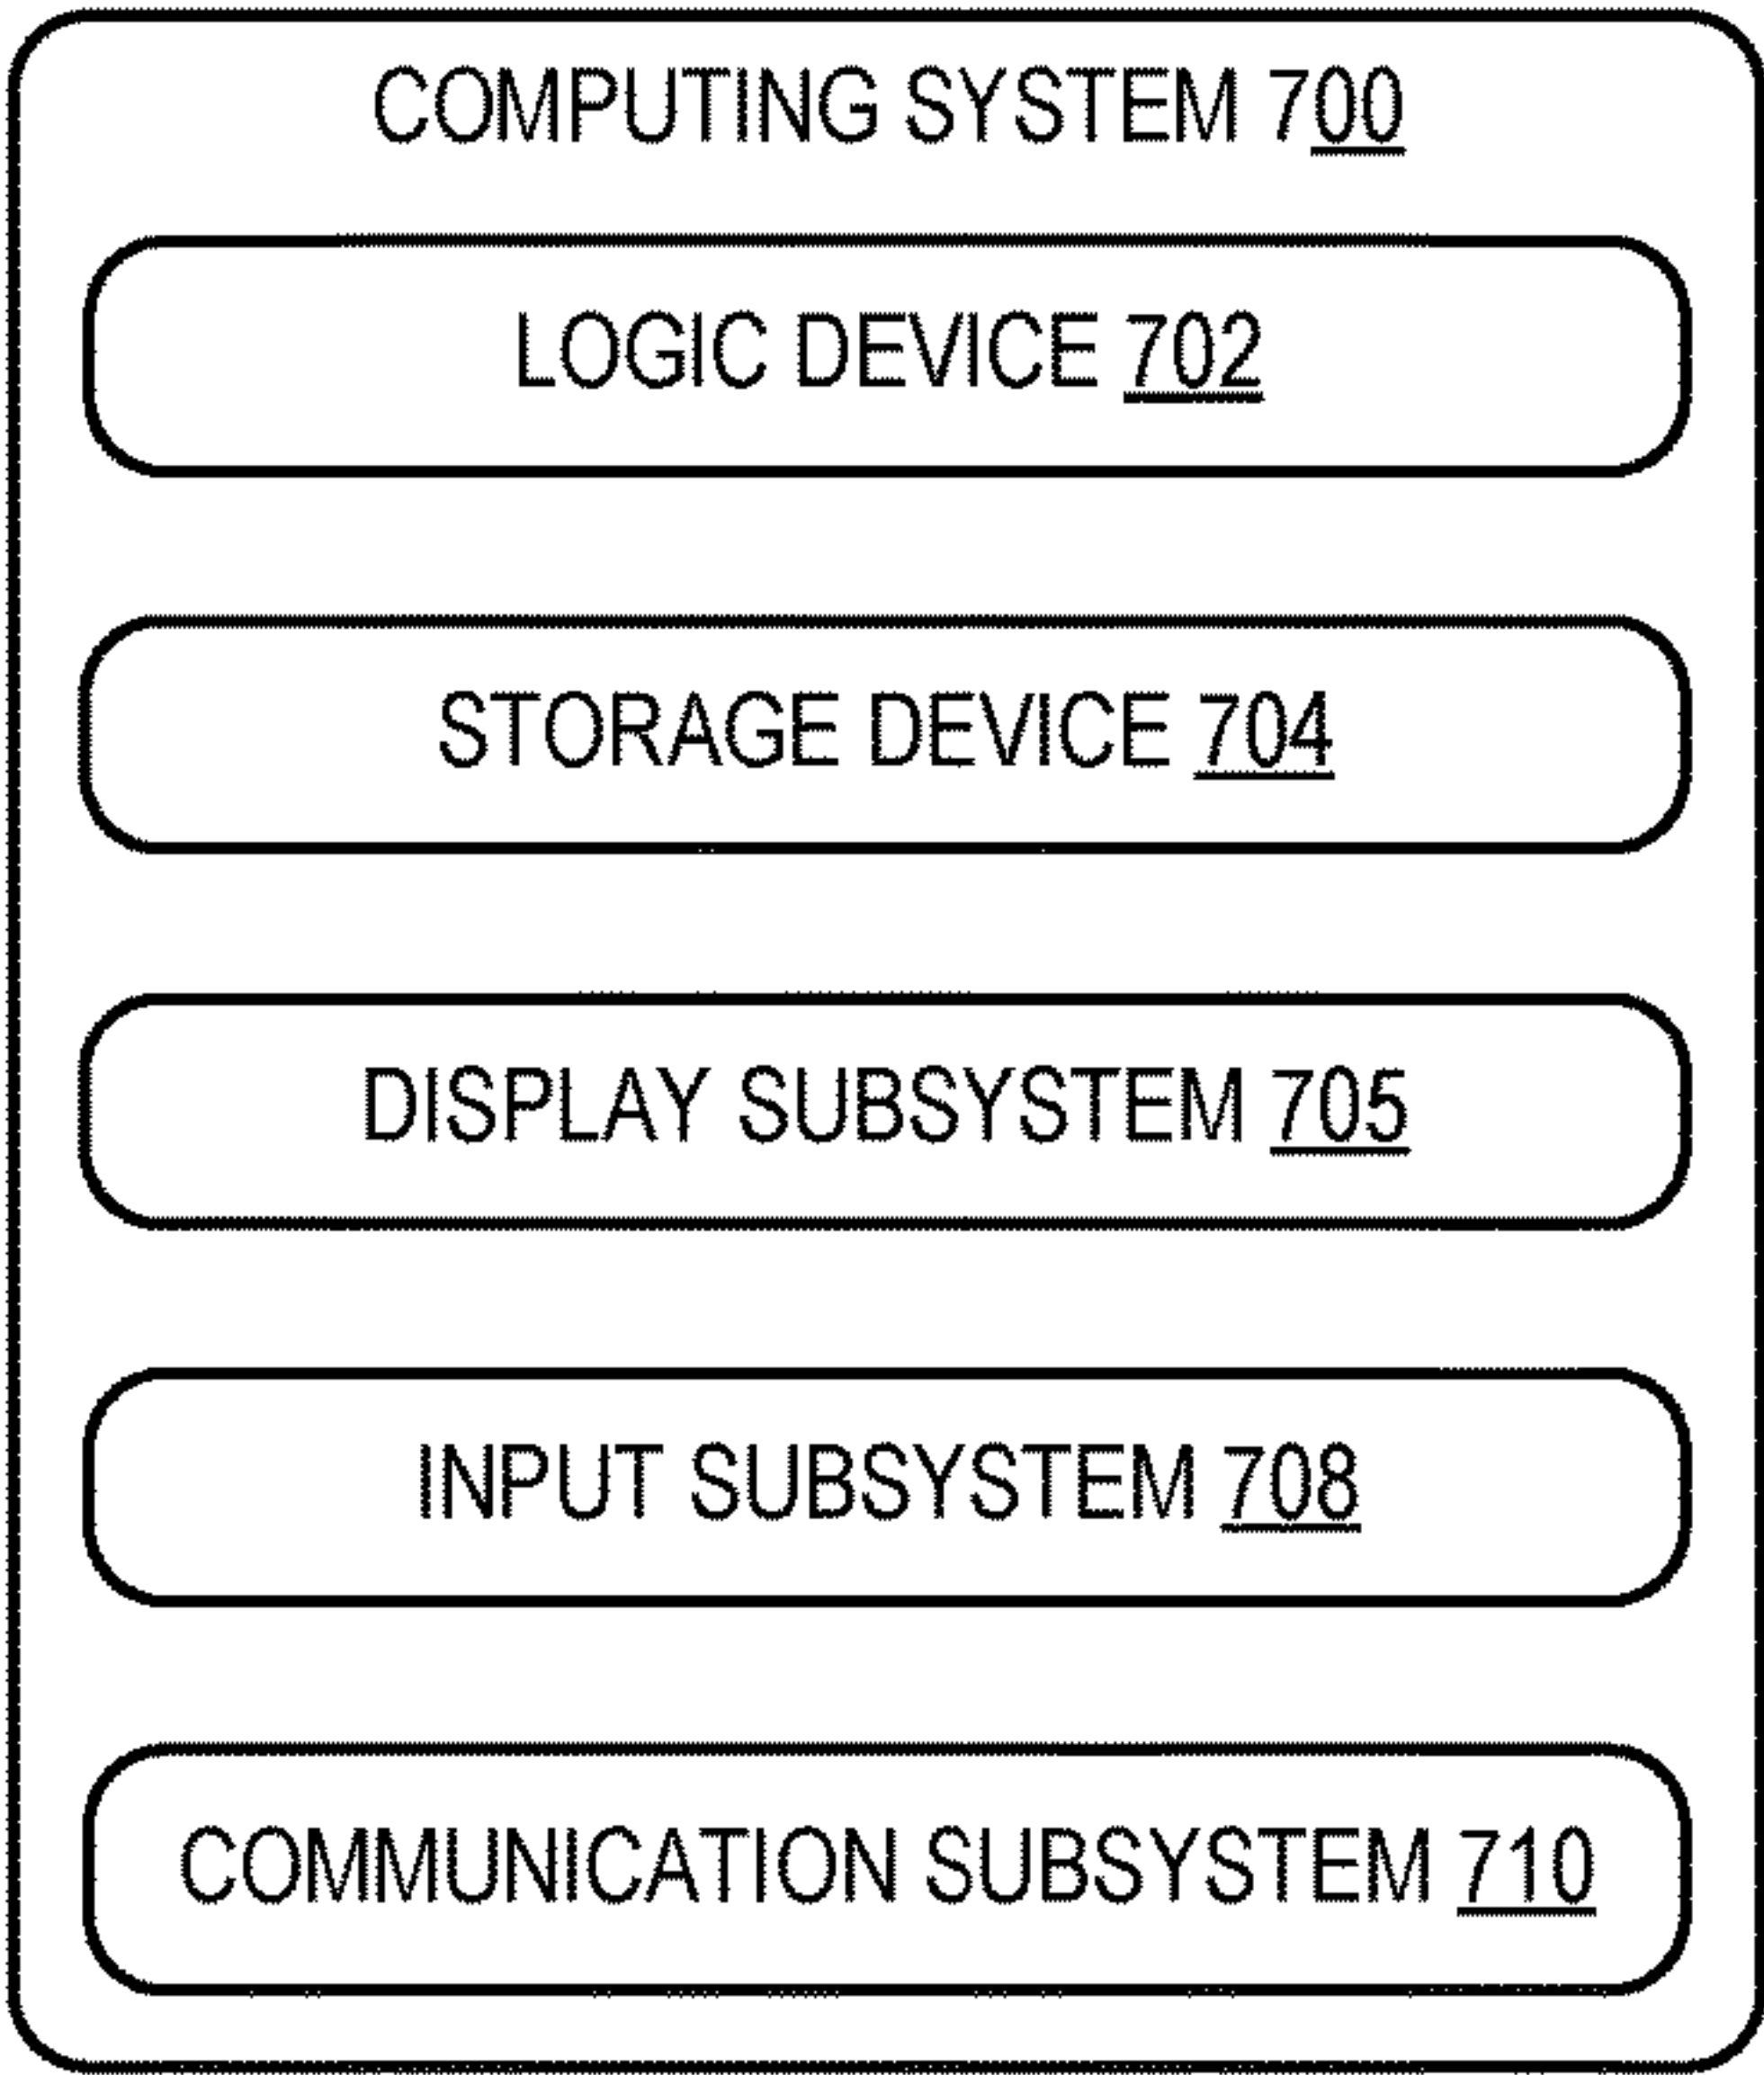 COMPUTING SYSTEM 700
LOGIC DEVICE 702
STORAGE DEVICE 704
DISPLAY SUBSYSTEM 705
INPUT SUBSYSTEM 708
COMMUNICATION SUBSYSTEM 710